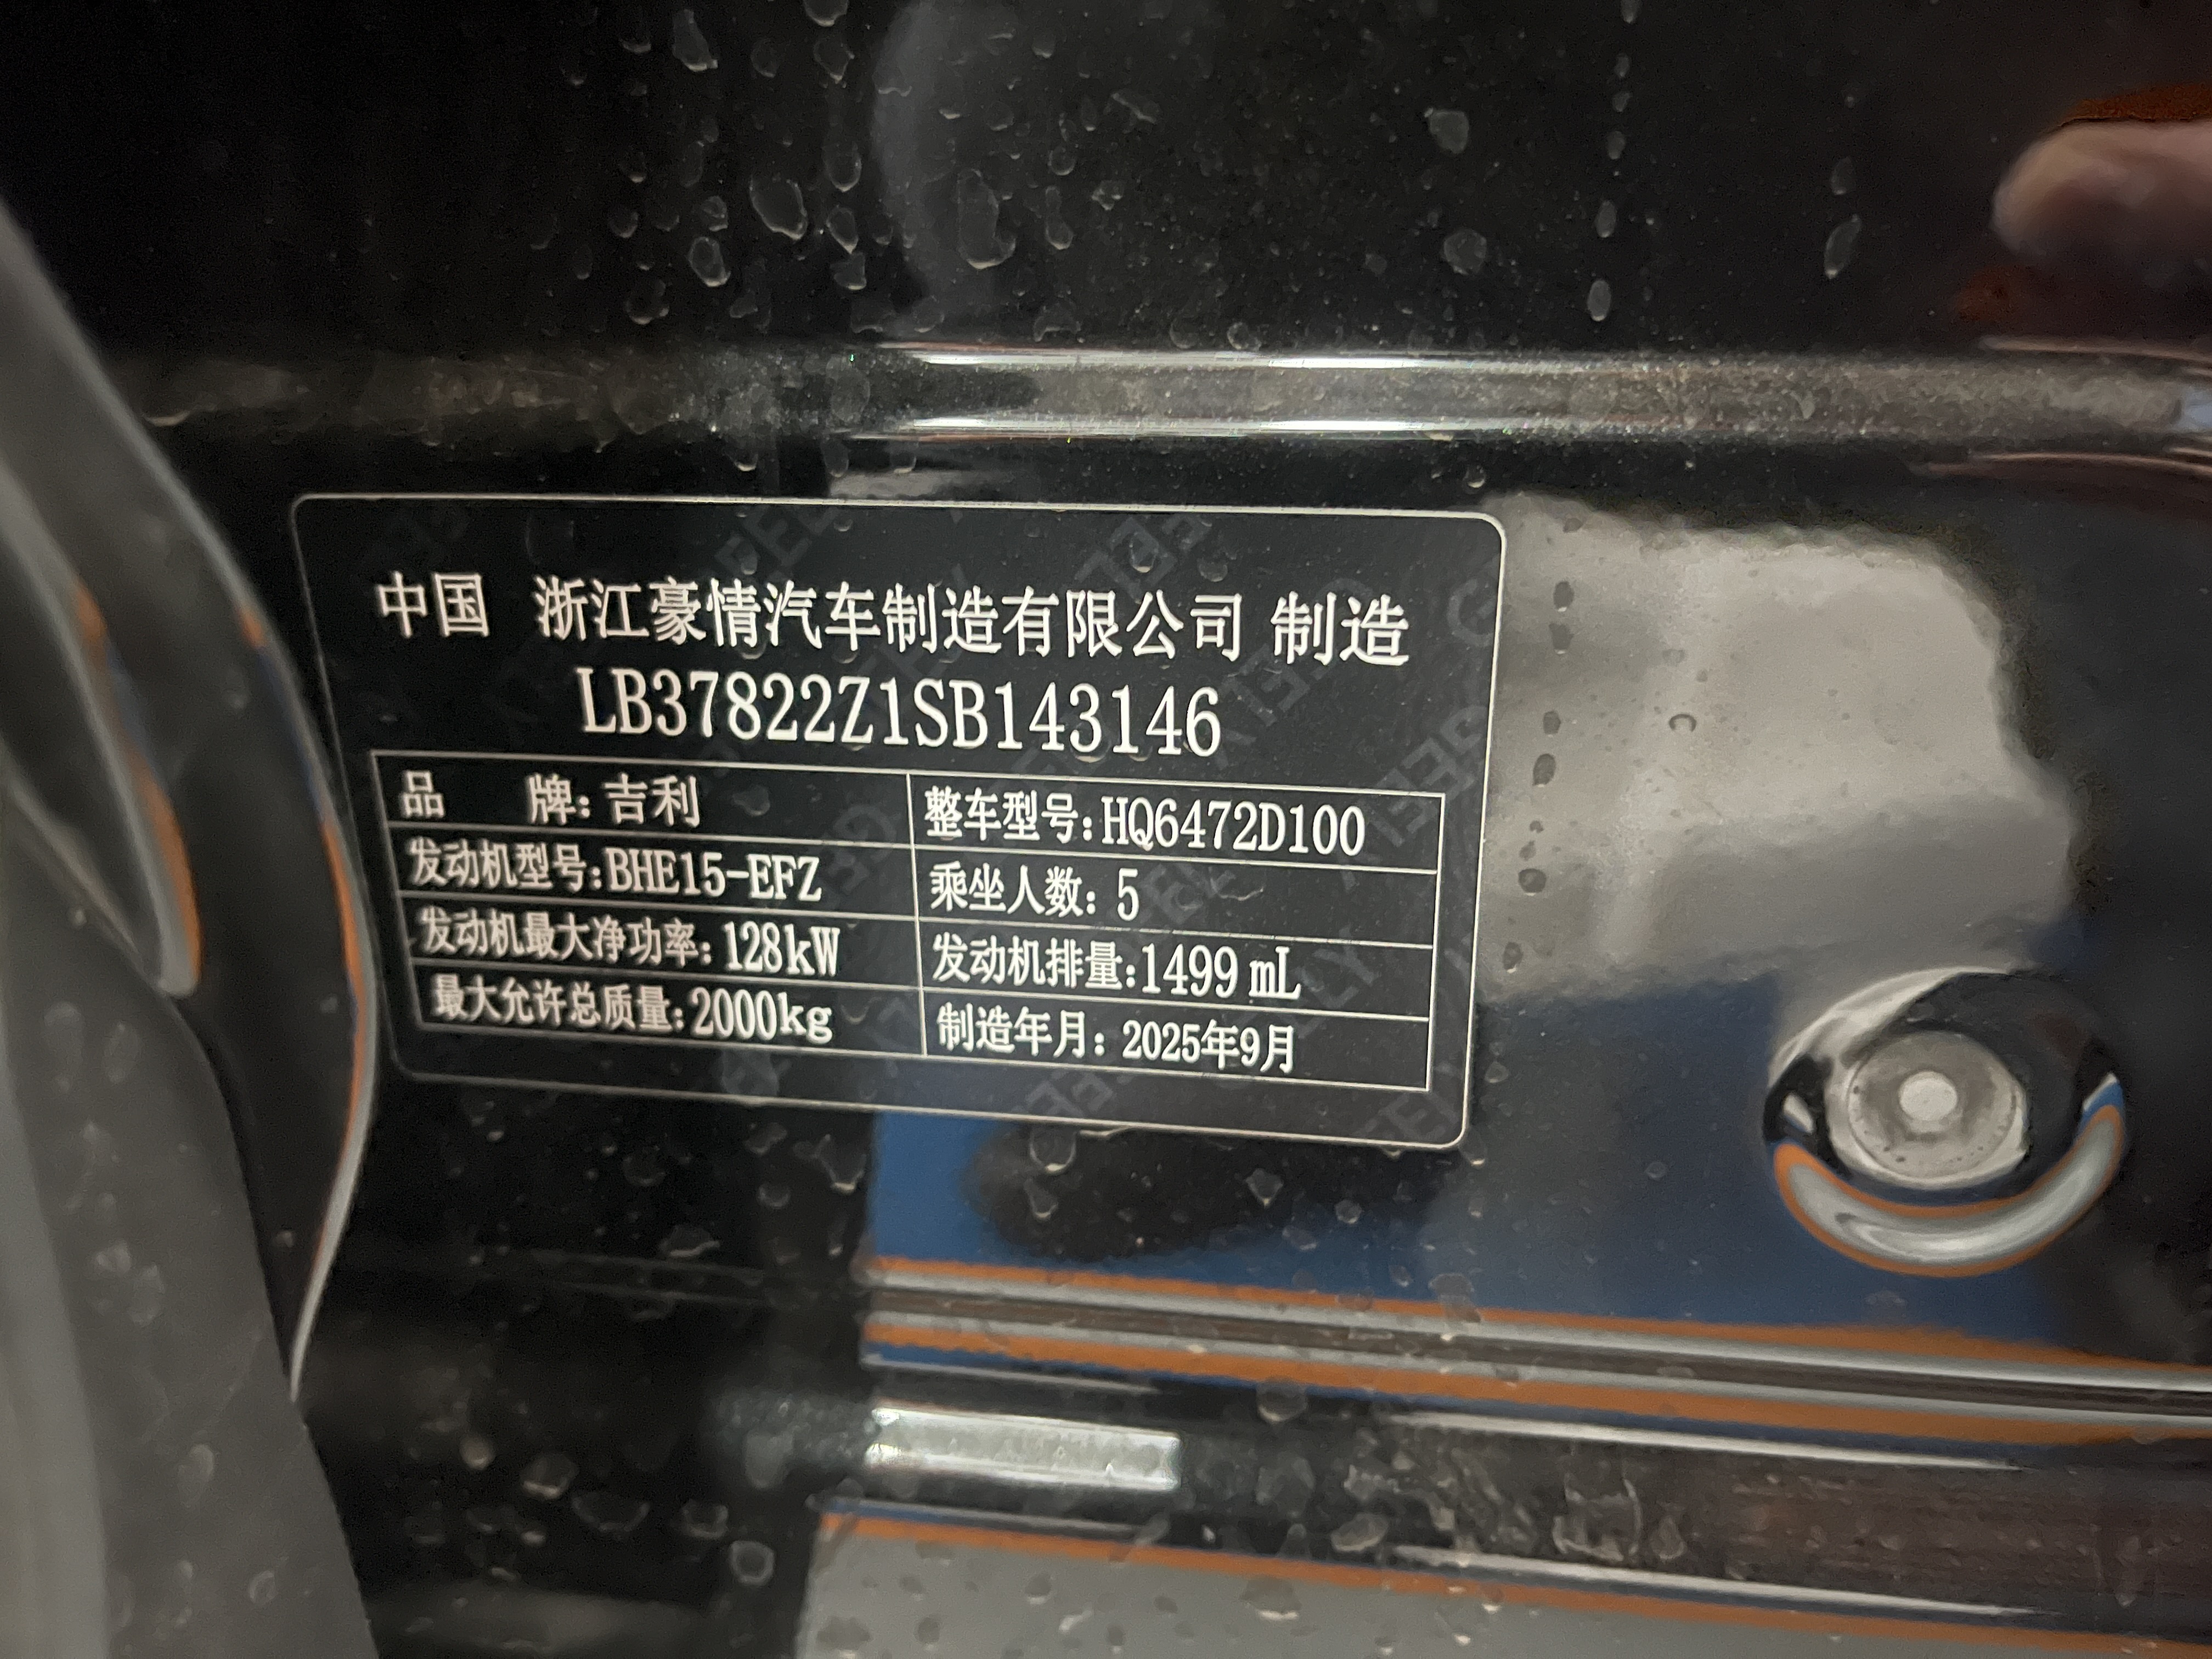 中国 浙江豪情汽车制造有限公司 制造
LB37822Z1SB143146
品 牌：吉利 整车型号：HQ6472D100
发动机型号：BHE15-EFZ 乘坐人数：5
发动机最大净功率：128kW 发动机排量：1499 mL
最大允许总质量：2000kg 制造年月：2025年9月